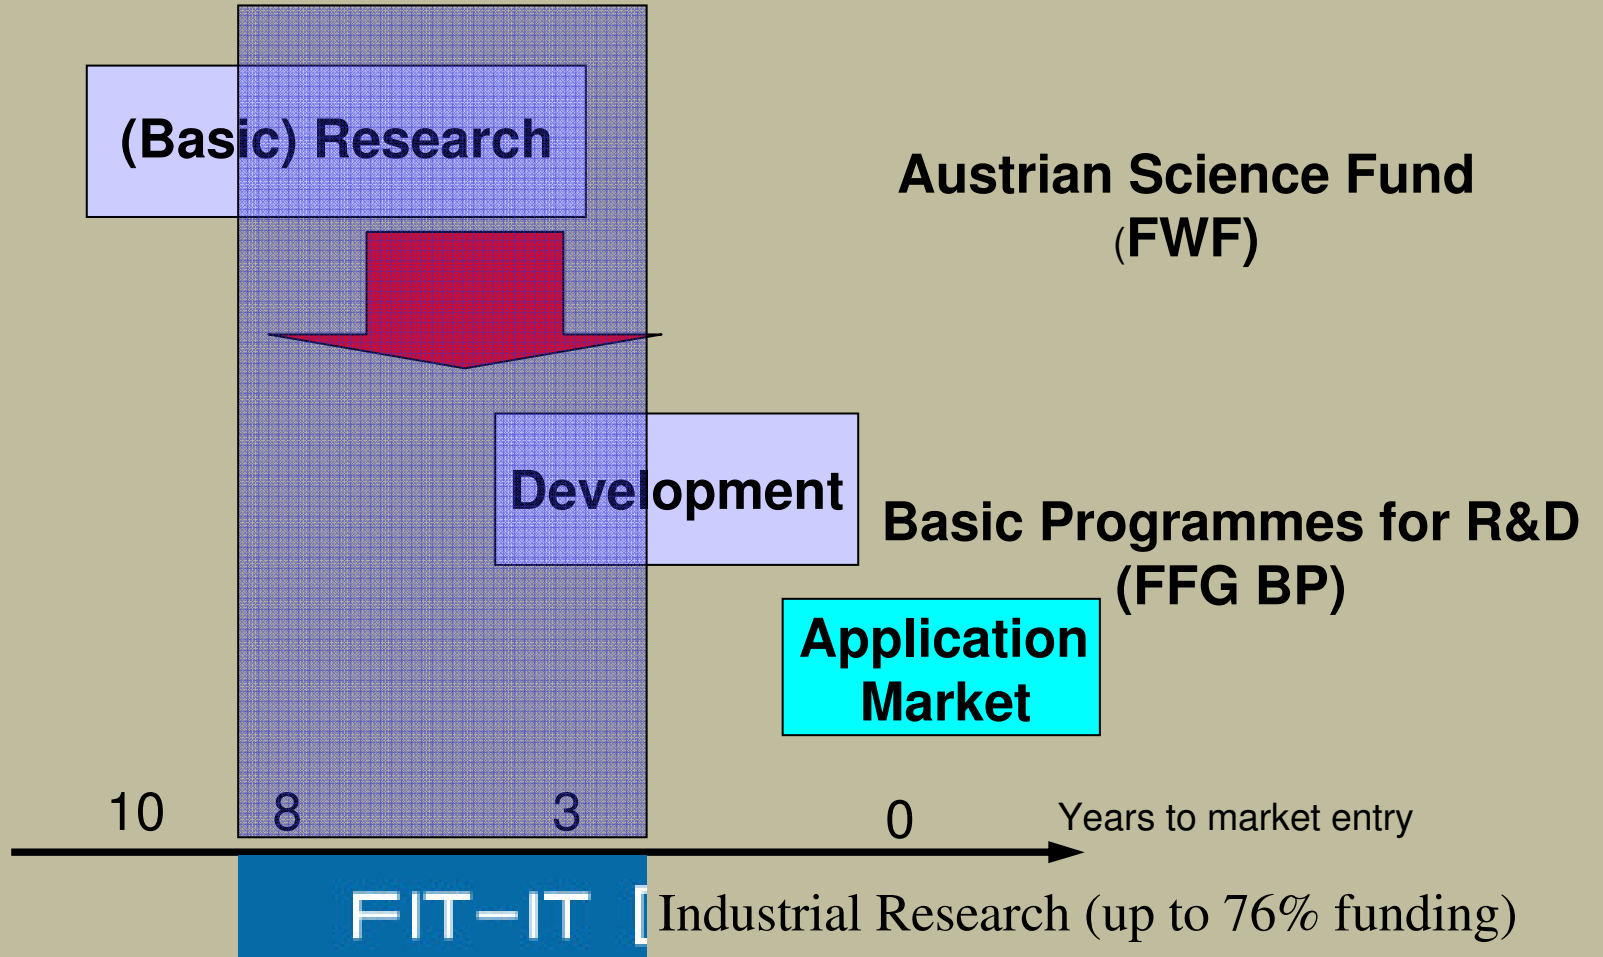 (Basic) Research
Austrian Science Fund
(FWF)
Development
Basic Programmes for R&D
(FFG BP)
Application
Market
10 8 3 0 Years to market entry
FIT-IT
Industrial Research (up to 76% funding)